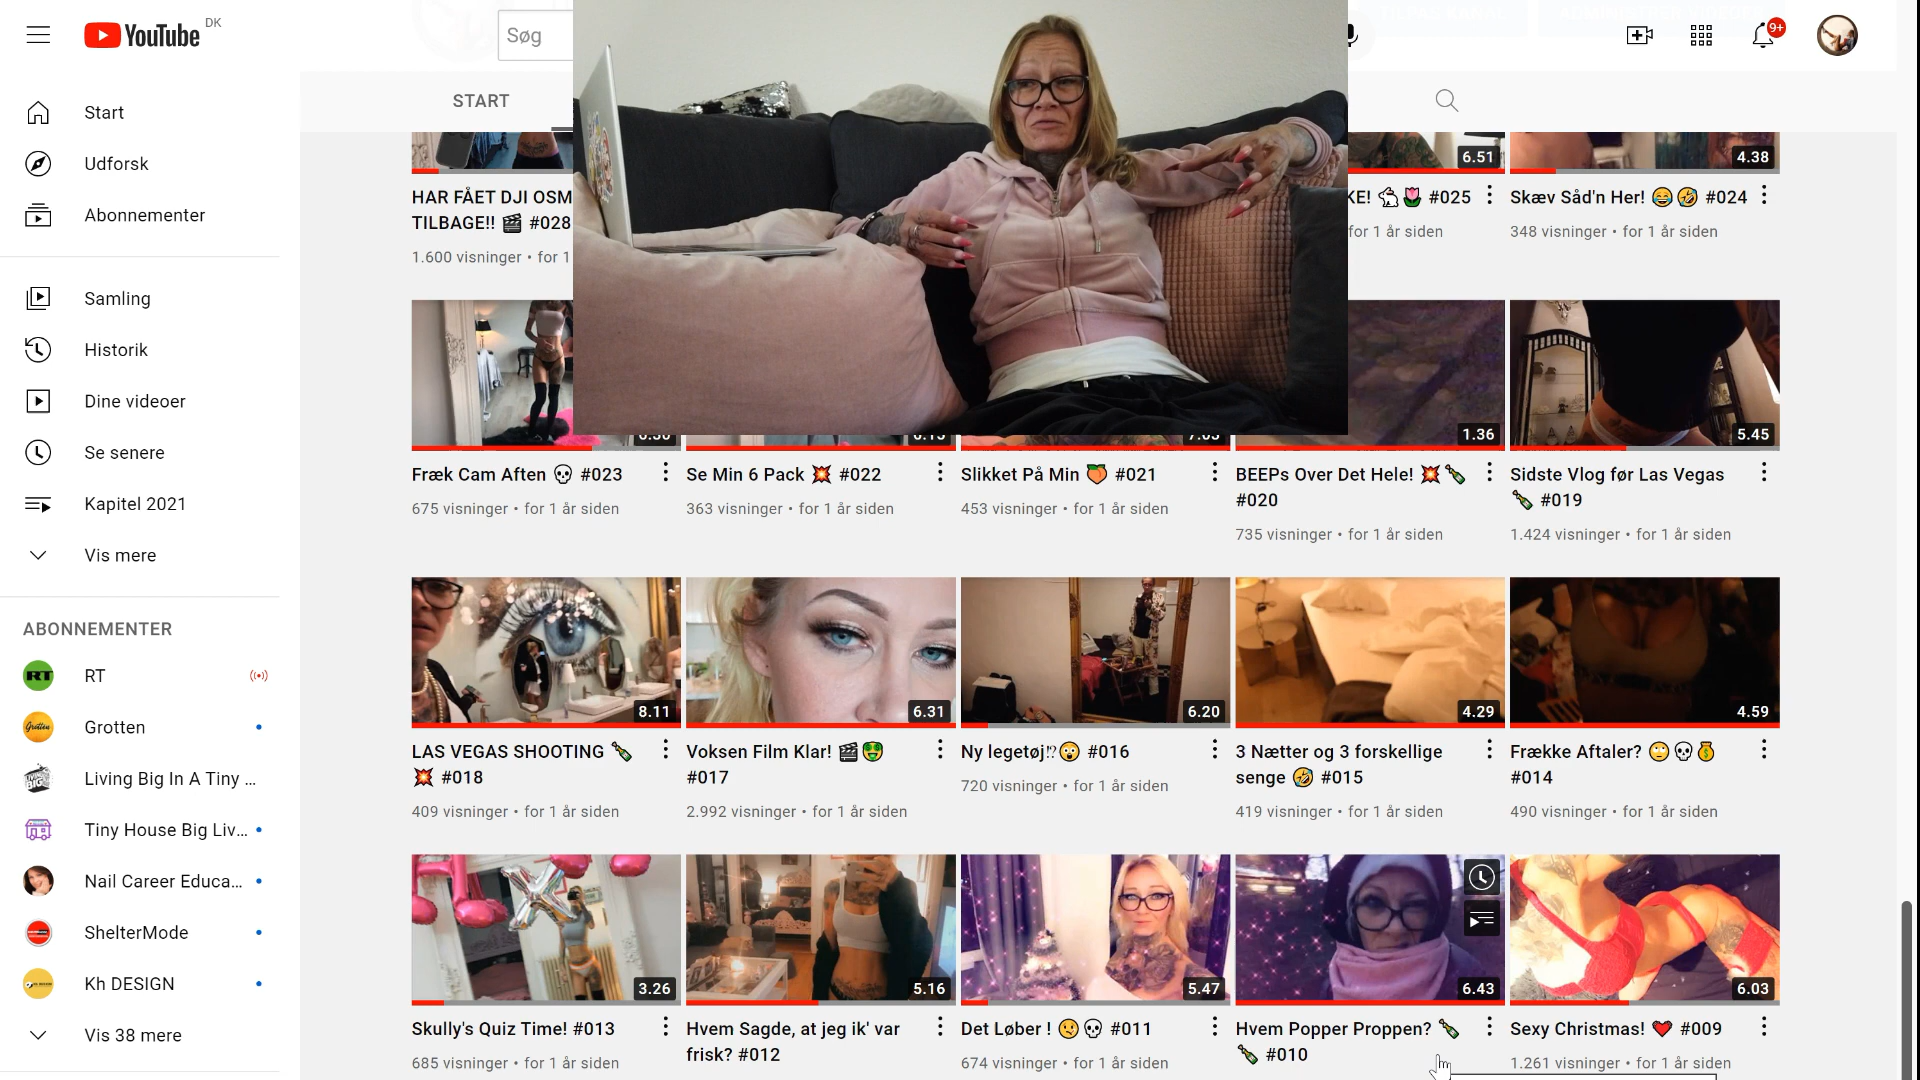 YouTube DK
Søg
9+
START
Start
Udforsk
Abonnementer
Samling
Historik
Dine videoer
Se senere
Kapitel 2021
Vis mere
ABONNEMENTER
RT
Grotten
Living Big In A Tiny ...
Tiny House Big Liv...
Nail Career Educa...
ShelterMode
Kh DESIGN
Vis 38 mere
6.51
4.38
HAR FÅET DJI OSM
TILBAGE!! 🎬 #028
1.600 visninger • for 1
KE! 🐇🌷 #025
for 1 år siden
Skæv Såd'n Her! 😂🤣 #024
348 visninger • for 1 år siden
1.36
5.45
Fræk Cam Aften 💀 #023
675 visninger • for 1 år siden
Se Min 6 Pack 💥 #022
363 visninger • for 1 år siden
Slikket På Min 🍑 #021
453 visninger • for 1 år siden
BEEPs Over Det Hele! 💥🍾
#020
735 visninger • for 1 år siden
Sidste Vlog før Las Vegas
🍾 #019
1.424 visninger • for 1 år siden
8.11
6.31
6.20
4.29
4.59
LAS VEGAS SHOOTING 🍾
💥 #018
409 visninger • for 1 år siden
Voksen Film Klar! 🎬🤑
#017
2.992 visninger • for 1 år siden
Ny legetøj⁉😲 #016
720 visninger • for 1 år siden
3 Nætter og 3 forskellige
senge 🤣 #015
419 visninger • for 1 år siden
Frække Aftaler? 🙄💀💰
#014
490 visninger • for 1 år siden
3.26
5.16
5.47
6.43
6.03
Skully's Quiz Time! #013
685 visninger • for 1 år siden
Hvem Sagde, at jeg ik' var
frisk? #012
Det Løber ! 🤨💀 #011
674 visninger • for 1 år siden
Hvem Popper Proppen? 🍾
🍾 #010
Sexy Christmas! ❤️ #009
1.261 visninger • for 1 år siden